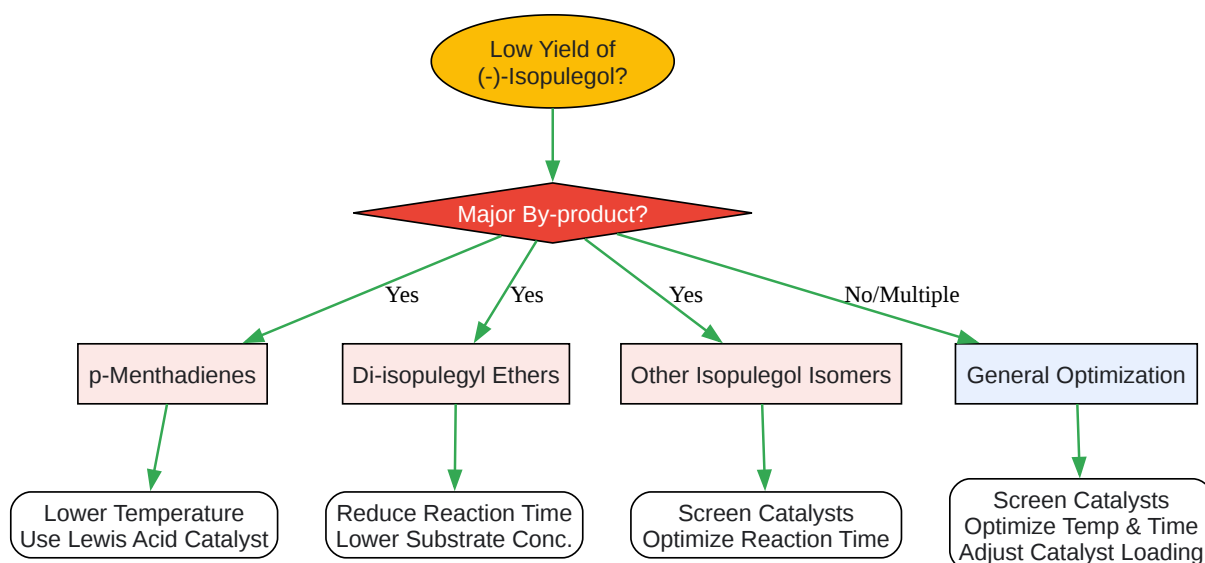 Low Yield of
(-)-Isopulegol?
Major By-product?
Yes
Yes
Yes
No/Multiple
p-Menthadienes
Di-isopulegyl Ethers
Other Isopulegol Isomers
General Optimization
Lower Temperature
Use Lewis Acid Catalyst
Reduce Reaction Time
Lower Substrate Conc.
Screen Catalysts
Optimize Reaction Time
Screen Catalysts
Optimize Temp & Time
Adjust Catalyst Loading